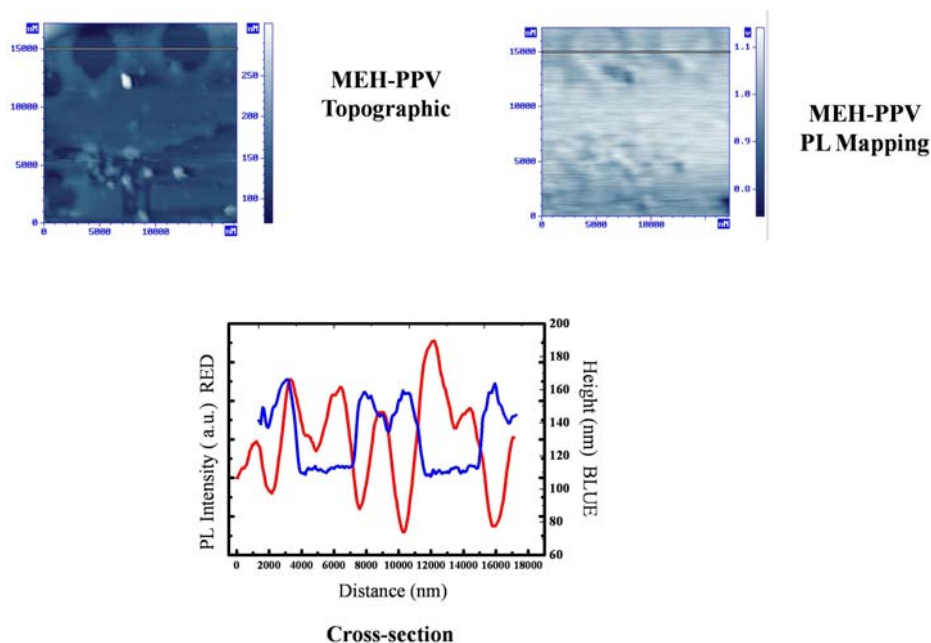 nM
15000
10000
5000
0
5000
10000
nM
nM
250
200
150
100
MEH-PPV
Topographic
nM
15000
10000
5000
0
5000
10000
nM
v
1.1
1.0
0.9
0.8
MEH-PPV
PL Mapping
PL Intensity ( a.u.) RED
200
180
160
140
120
100
80
60
Height (nm) BLUE
0 2000 4000 6000 8000 10000 12000 14000 16000 18000
Distance (nm)
Cross-section